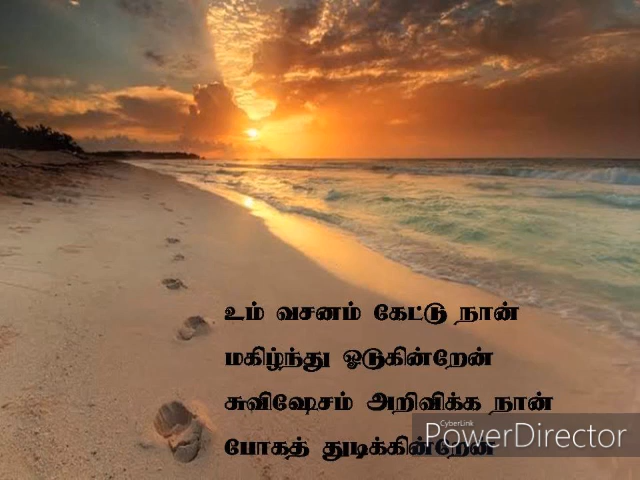 உம் வசனம் கேட்டு நான்
மகிழ்ந்து ஓடுகின்றேன்
சுவிஷேசம் அறிவிக்க நான்
போகத் துடிக்கின்றேன்
CyberLink
PowerDirector